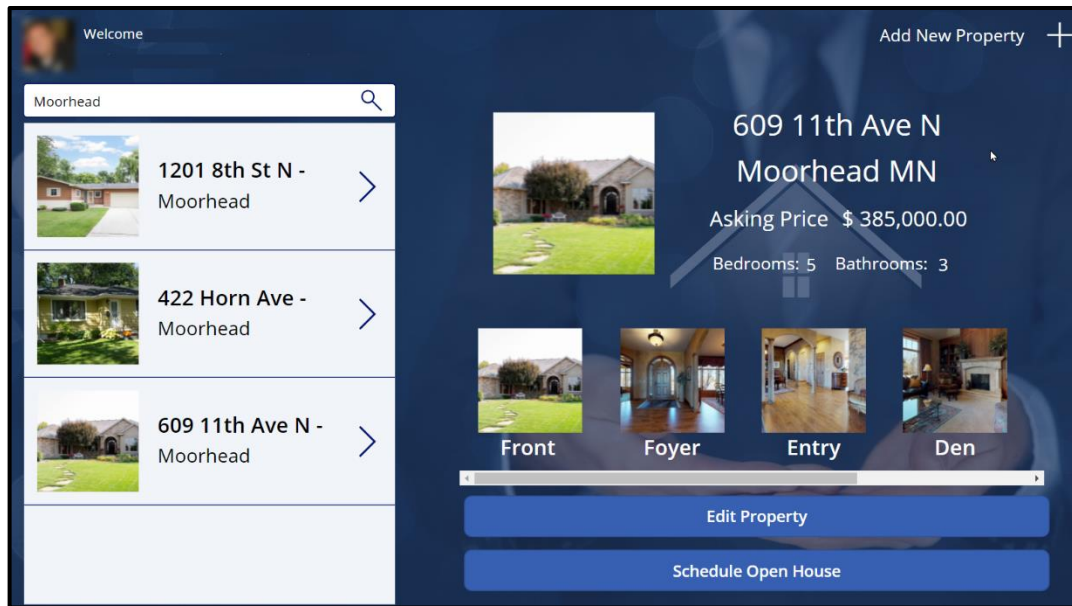 Welcome
Add New Property
Moorhead
1201 8th St N -
Moorhead
422 Horn Ave -
Moorhead
609 11th Ave N -
Moorhead
609 11th Ave N
Moorhead MN
Asking Price $ 385,000.00
Bedrooms: 5 Bathrooms: 3
Front Foyer Entry Den
Edit Property
Schedule Open House